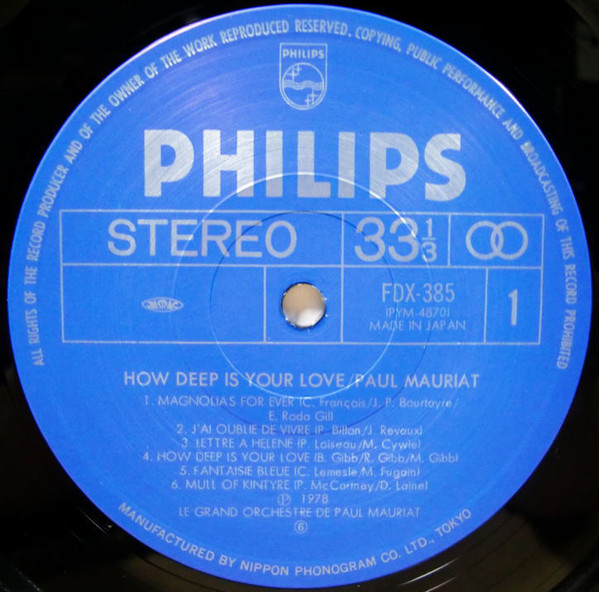 ALL RIGHTS OF THE RECORD PRODUCER AND OF THE OWNER OF THE WORK REPRODUCED RESERVED. COPYING, PUBLIC PERFORMANCE AND BROADCASTING OF THIS RECORD PROHIBITED
PHILIPS
PHILIPS
STEREO 33 1/3
FDX-385 1
(PYM-4870)
MADE IN JAPAN
HOW DEEP IS YOUR LOVE/PAUL MAURIAT
1. MAGNOLIAS FOR EVER (C. François/J. P. Bourtayre/
E. Roda Gill)
2. J'AI OUBLIE DE VIVRE (P. Billon/J. Revaux)
3. LETTRE A HELENE (P. Loiseau/M. Cywie)
4. HOW DEEP IS YOUR LOVE (B. Gibb/R. Gibb/M. Gibb)
5. FANTAISIE BLEUE (C. Lemesle/M. Fugain)
6. MULL OF KINTYRE (P. McCartney/D. Laine)
Ⓟ 1978
LE GRAND ORCHESTRE DE PAUL MAURIAT
⑥
MANUFACTURED BY NIPPON PHONOGRAM CO. LTD., TOKYO